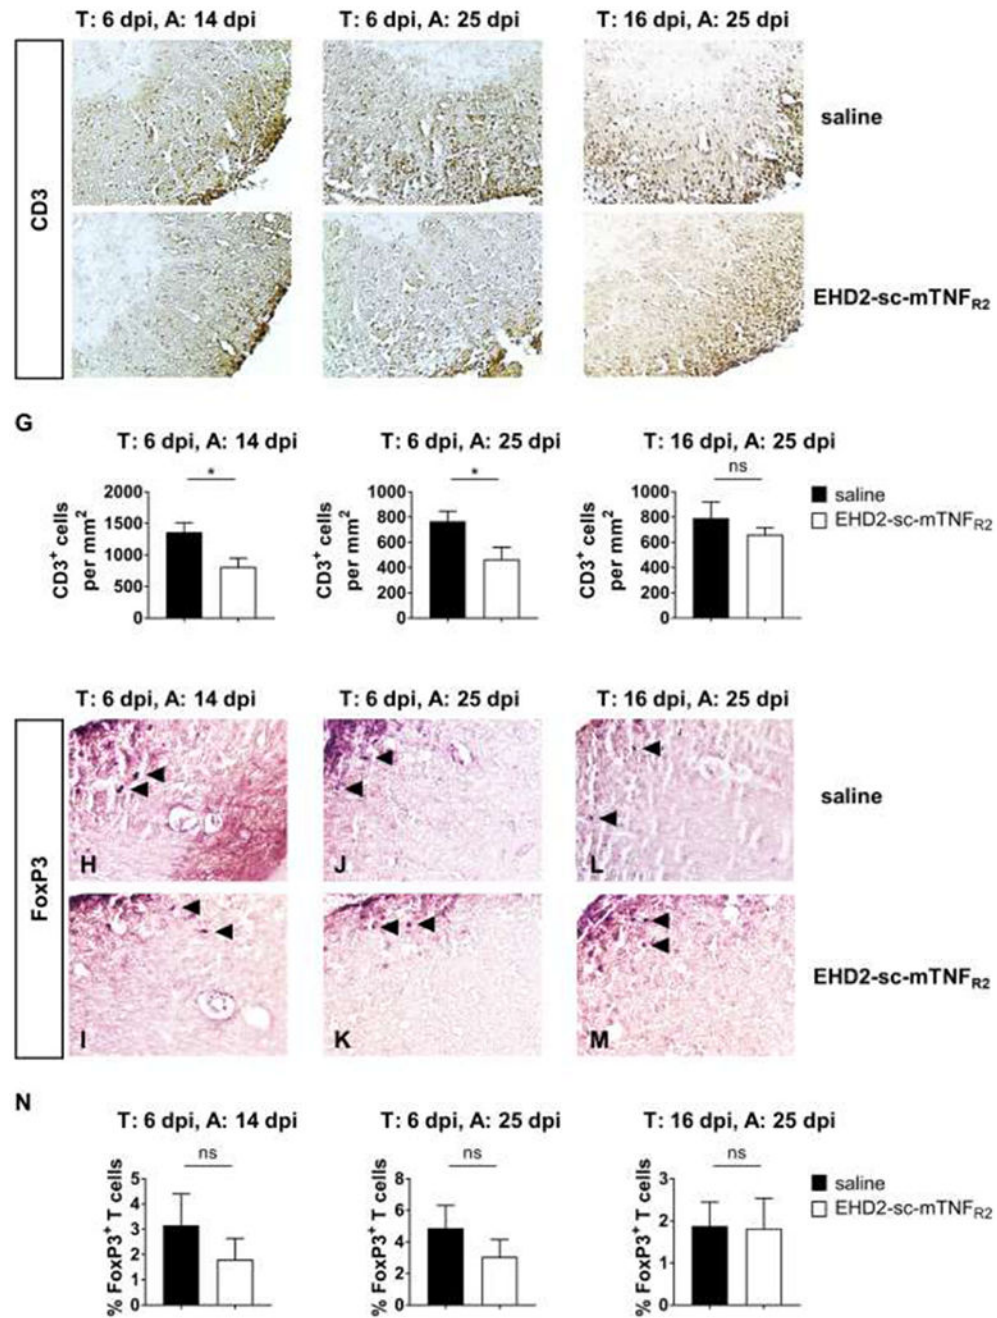 T: 6 dpi, A: 14 dpi T: 6 dpi, A: 25 dpi T: 16 dpi, A: 25 dpi
CD3
saline
EHD2-sc-mTNFR2
G
T: 6 dpi, A: 14 dpi T: 6 dpi, A: 25 dpi T: 16 dpi, A: 25 dpi
* * ns
CD3+ cells
per mm2
2000
1500
1000
500
0
CD3+ cells
per mm2
1000
800
600
400
200
0
CD3+ cells
per mm2
1000
800
600
400
200
0
saline
EHD2-sc-mTNFR2
T: 6 dpi, A: 14 dpi T: 6 dpi, A: 25 dpi T: 16 dpi, A: 25 dpi
FoxP3
saline
H J L
EHD2-sc-mTNFR2
I K M
N
T: 6 dpi, A: 14 dpi T: 6 dpi, A: 25 dpi T: 16 dpi, A: 25 dpi
ns ns ns
% FoxP3+ T cells
5
4
3
2
1
0
% FoxP3+ T cells
8
6
4
2
0
% FoxP3+ T cells
3
2
1
0
saline
EHD2-sc-mTNFR2